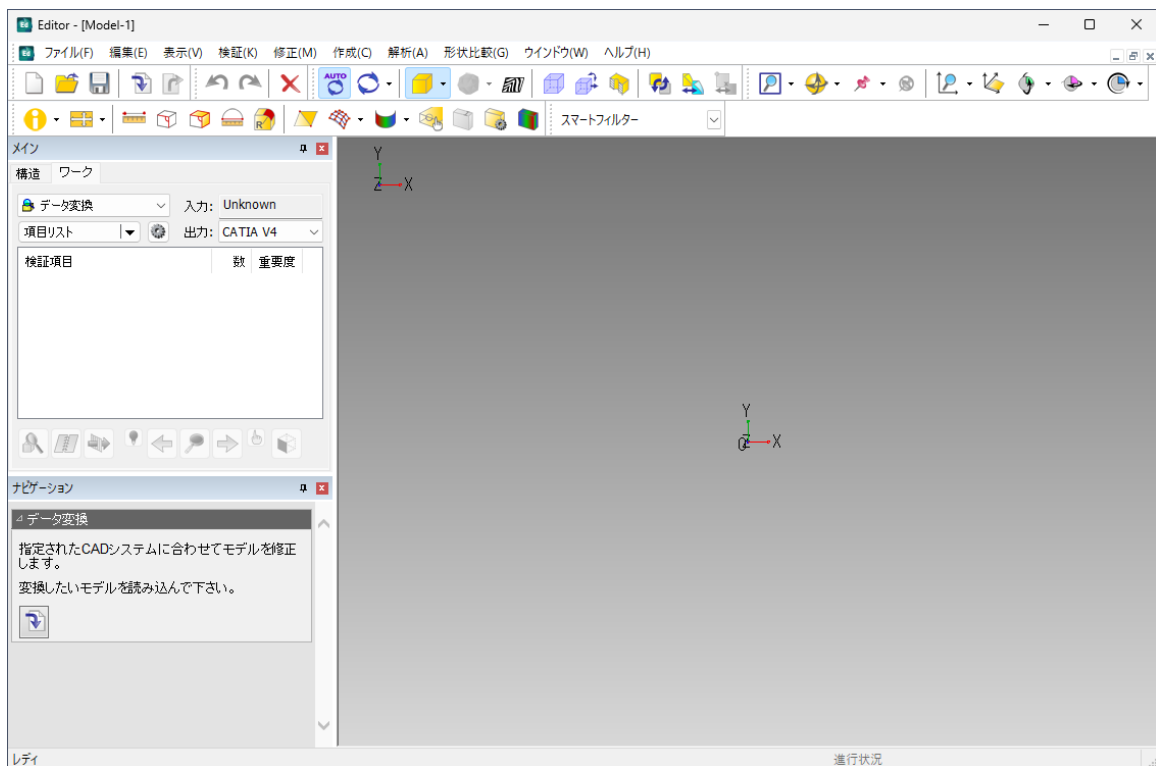 Editor - [Model-1]
ファイル(F) 編集(E) 表示(V) 検証(K) 修正(M) 作成(C) 解析(A) 形状比較(G) ウインドウ(W) ヘルプ(H)
AUTO
R スマートフィルター
メイン
構造 ワーク
データ変換 入力: Unknown
項目リスト 出力: CATIA V4
検証項目 数 重要度
ナビゲーション
データ変換
指定されたCADシステムに合わせてモデルを修正
します。
変換したいモデルを読み込んで下さい。
Y
Z X
Y
X
レディ 進行状況